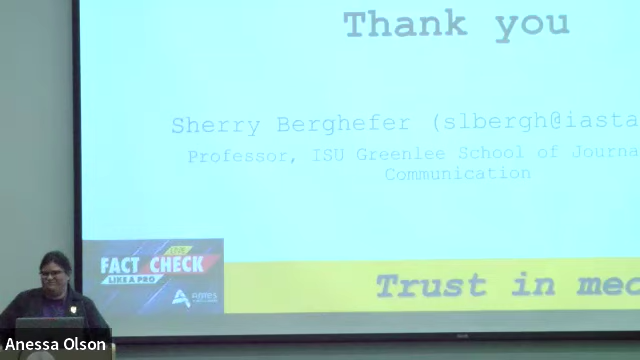 Thank you
Sherry Berghefer (slbergh@iasta
Professor, ISU Greenlee School of Journa
Communication
LIVE
FACT CHECK
LIKE A PRO
Trust in med
Anessa Olson